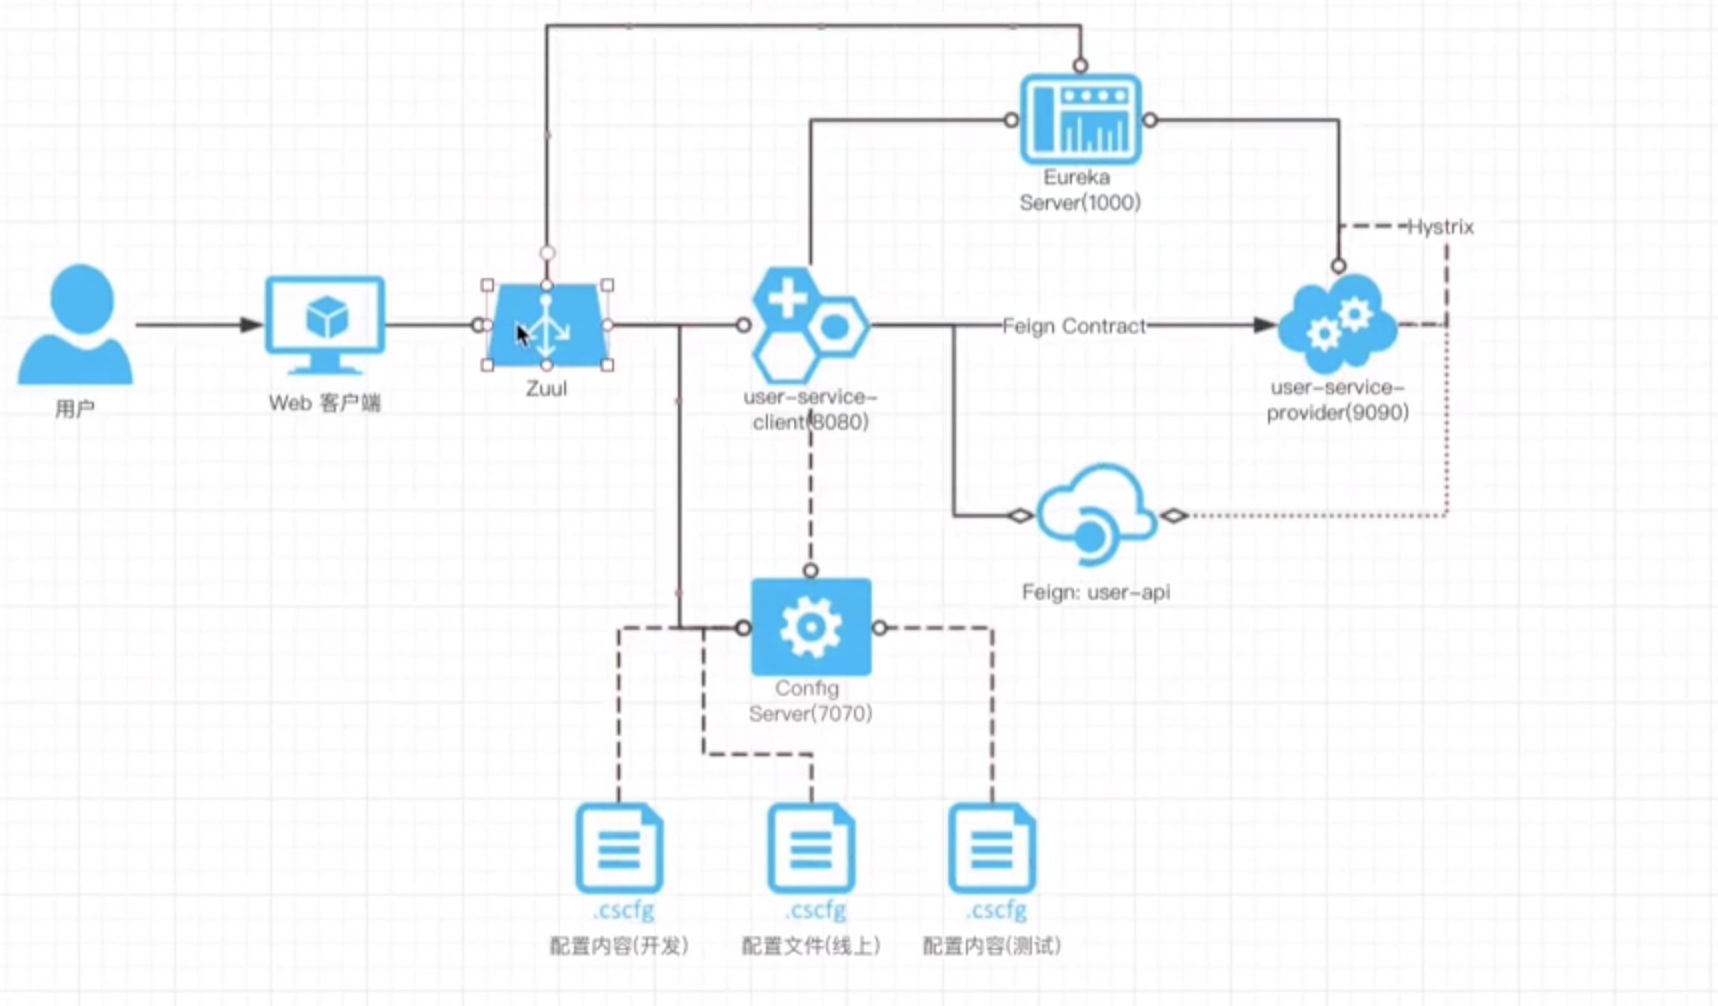 Eureka
Server(1000)
Hystrix
Feign Contract
用户
Web 客户端
Zuul
user-service-
client(8080)
user-service-
provider(9090)
Feign: user-api
Config
Server(7070)
.cscfg
配置内容(开发)
.cscfg
配置文件(线上)
.cscfg
配置内容(测试)